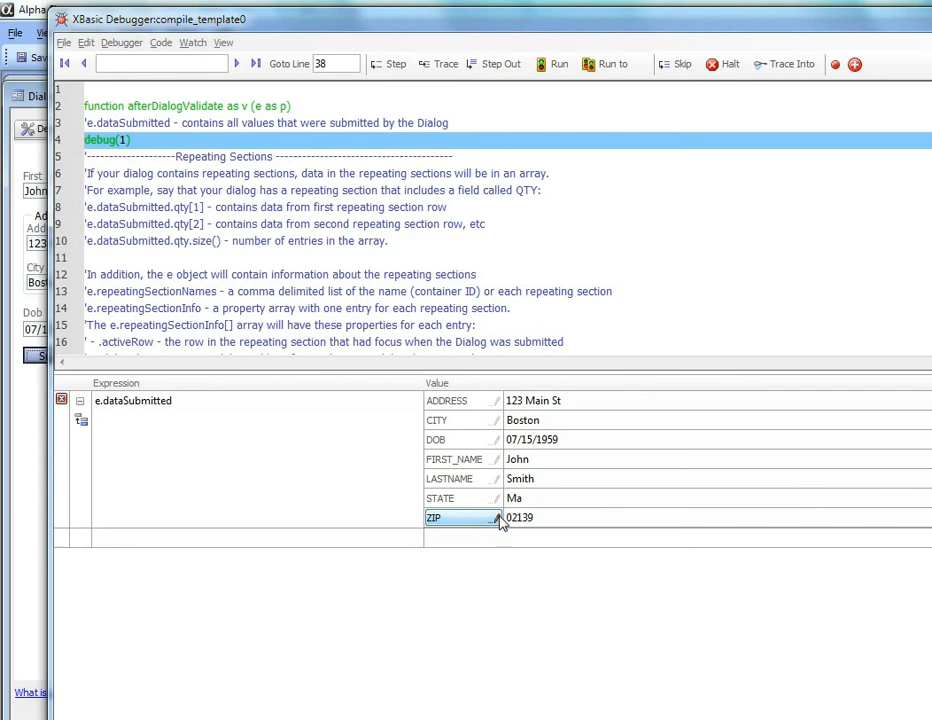 Alpha
XBasic Debugger:compile_template0
File
File Edit Debugger Code Watch View
Goto Line 38 Step Trace Step Out Run Run to Skip Halt Trace Into
1
2 function afterDialogValidate as v (e as p)
3 'e.dataSubmitted - contains all values that were submitted by the Dialog
4 debug(1)
5 '--------------------Repeating Sections ----------------------------------------
6 'If your dialog contains repeating sections, data in the repeating sections will be in an array.
7 'For example, say that your dialog has a repeating section that includes a field called QTY:
8 'e.dataSubmitted.qty[1] - contains data from first repeating section row
9 'e.dataSubmitted.qty[2] - contains data from second repeating section row, etc
10 'e.dataSubmitted.qty.size() - number of entries in the array.
11
12 'In addition, the e object will contain information about the repeating sections
13 'e.repeatingSectionNames - a comma delimited list of the name (container ID) or each repeating section
14 'e.repeatingSectionInfo - a property array with one entry for each repeating section.
15 'The e.repeatingSectionInfo[] array will have these properties for each entry:
16 ' - .activeRow - the row in the repeating section that had focus when the Dialog was submitted
Expression Value
e.dataSubmitted ADDRESS 123 Main St
CITY Boston
DOB 07/15/1959
FIRST_NAME John
LASTNAME Smith
STATE Ma
ZIP 02139
First
John
123
City
Dob
07/1
What is